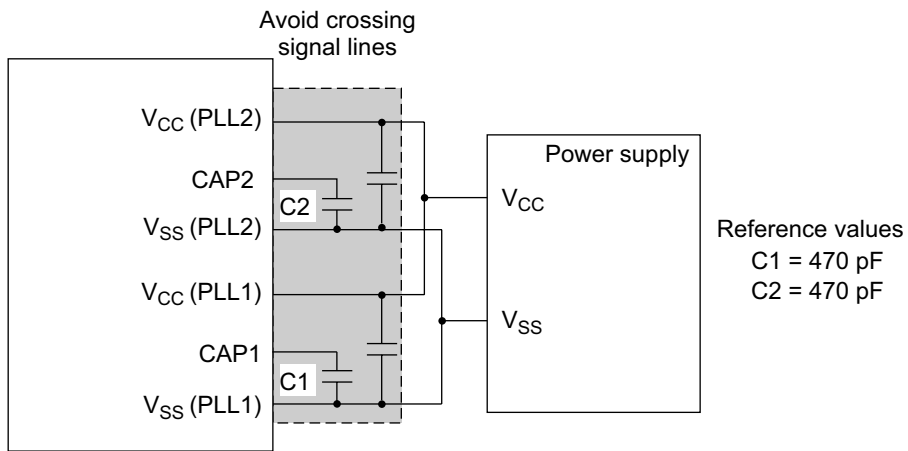 Avoid crossing
signal lines
VCC (PLL2)
CAP2
C2
VSS (PLL2)
VCC (PLL1)
CAP1
C1
VSS (PLL1)
Power supply
VCC
VSS
Reference values
C1 = 470 pF
C2 = 470 pF